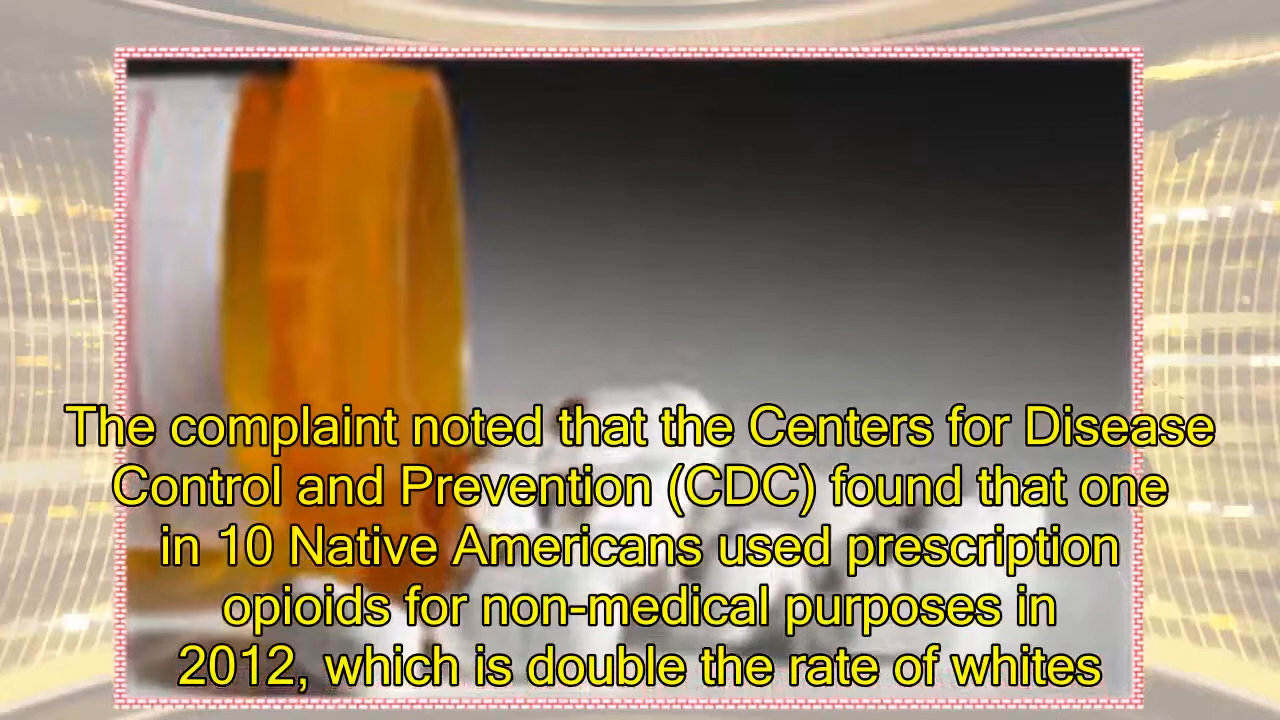 The complaint noted that the Centers for Disease
Control and Prevention (CDC) found that one
in 10 Native Americans used prescription
opioids for non-medical purposes in
2012, which is double the rate of whites